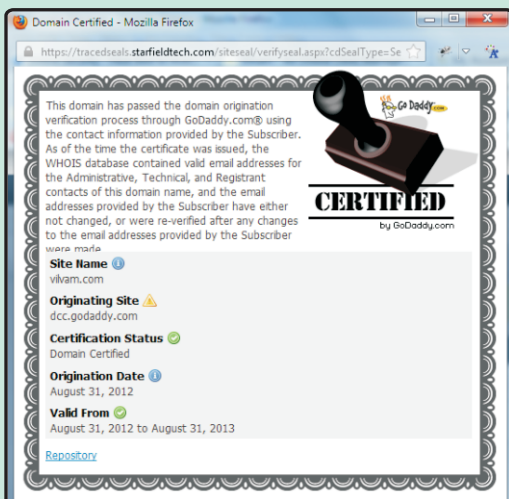 Domain Certified - Mozilla Firefox
https://tracedseals.starfieldtech.com/siteseal/verifyseal.aspx?cdSealType=Se
This domain has passed the domain origination
verification process through GoDaddy.com® using
the contact information provided by the Subscriber.
As of the time the certificate was issued, the
WHOIS database contained valid email addresses for
the Administrative, Technical, and Registrant
contacts of this domain name, and the email
addresses provided by the Subscriber have either
not changed, or were re-verified after any changes
to the email addresses provided by the Subscriber
were made
Go Daddy.com
CERTIFIED
by GoDaddy.com
Site Name
vilvam.com
Originating Site
dcc.godaddy.com
Certification Status
Domain Certified
Origination Date
August 31, 2012
Valid From
August 31, 2012 to August 31, 2013
Repository